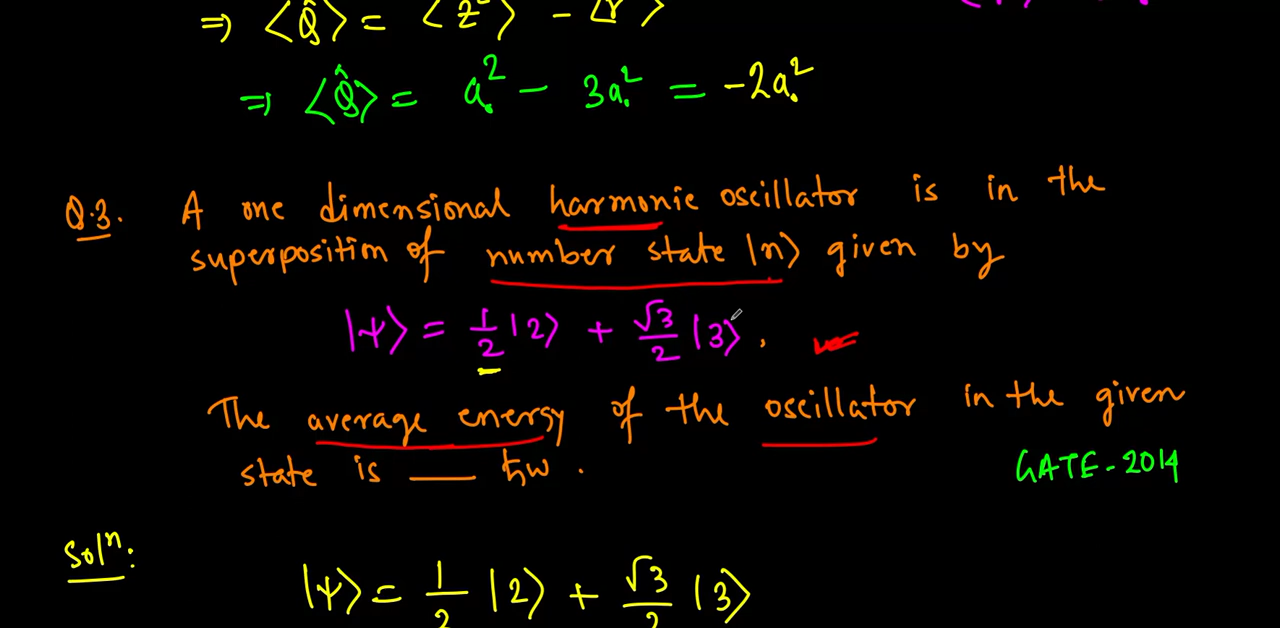 ⇒ ⟨Q̂⟩ = ⟨z²⟩ - ⟨r⟩
⇒ ⟨Q̂⟩ = a₀² - 3a₀² = -2a₀²
Q.3. A one dimensional harmonic oscillator is in the
superposition of number state |n⟩ given by
|Ψ⟩ = 1/2 |2⟩ + √3/2 |3⟩.
The average energy of the oscillator in the given
state is ___ ħw.
GATE-2014
Solⁿ:
|Ψ⟩ = 1/2 |2⟩ + √3/2 |3⟩